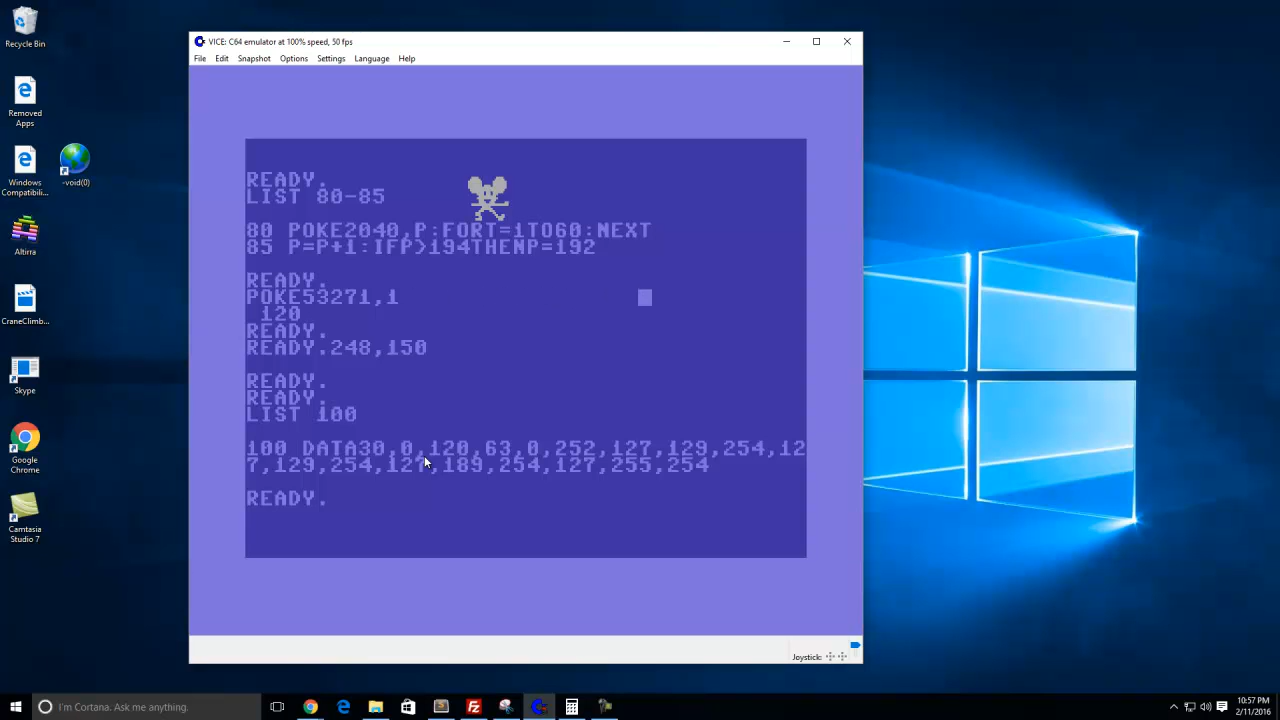 Recycle Bin
Removed
Apps
Windows
Compatibili...
-void(0)
Altirra
CraneClimb...
Skype
Google
Chrome
Camtasia
Studio 7
VICE: C64 emulator at 100% speed, 50 fps
File Edit Snapshot Options Settings Language Help
READY.
LIST 80-85
80 POKE2040,P:FORT=1TO60:NEXT
85 P=P+1:IFP>194THENP=192
READY.
POKE53271,1
120
READY.
READY.248,150
READY.
READY.
LIST 100
100 DATA30,0,120,63,0,252,127,129,254,12
7,129,254,127,189,254,127,255,254
READY.
Joystick:
I'm Cortana. Ask me anything.
10:57 PM
2/11/2016